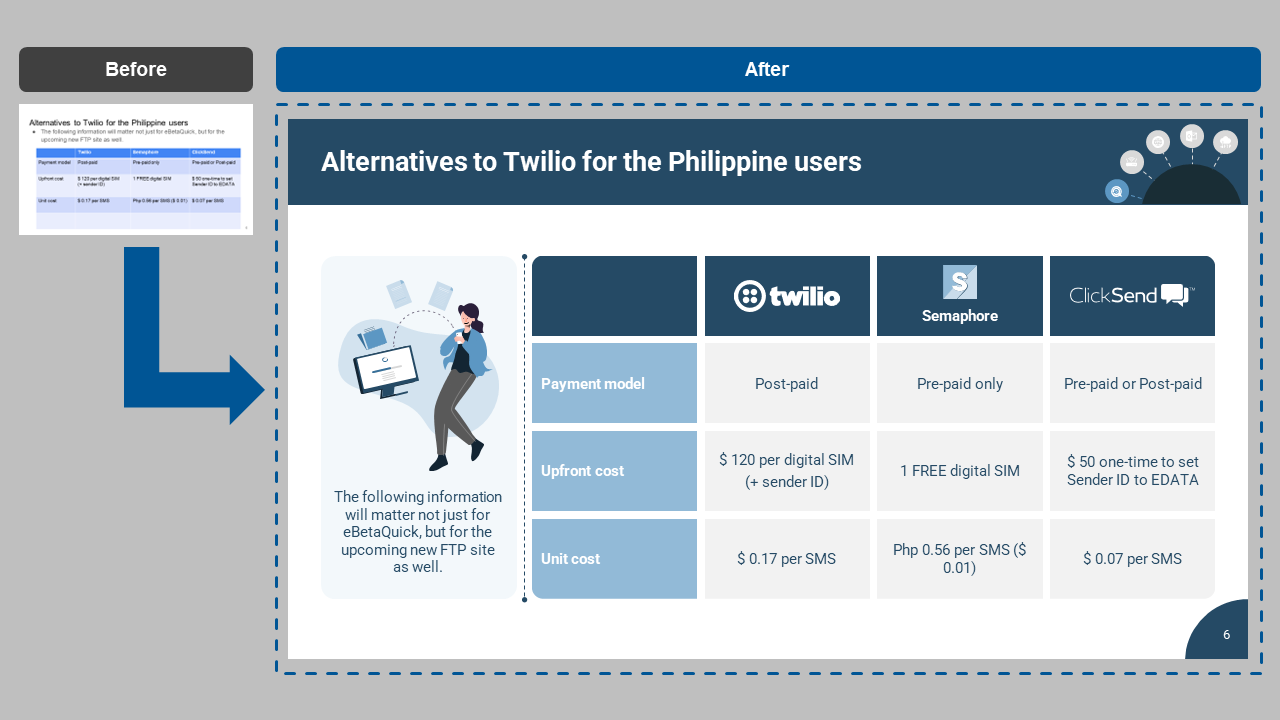 Before
After
Alternatives to Twilio for the Philippine users
● The following information will matter not just for eBetaQuick, but for the
upcoming new FTP site as well.
Twilio Semaphore ClickSend
Payment model Post-paid Pre-paid only Pre-paid or Post-paid
Upfront cost $ 120 per digital SIM 1 FREE digital SIM $ 50 one-time to set
(+ sender ID) Sender ID to EDATA
Unit cost $ 0.17 per SMS Php 0.56 per SMS ($ 0.01) $ 0.07 per SMS
Alternatives to Twilio for the Philippine users
The following information
will matter not just for
eBetaQuick, but for the
upcoming new FTP site
as well.
twilio
S
Semaphore
ClickSend™
Payment model
Post-paid
Pre-paid only
Pre-paid or Post-paid
Upfront cost
$ 120 per digital SIM
(+ sender ID)
1 FREE digital SIM
$ 50 one-time to set
Sender ID to EDATA
Unit cost
$ 0.17 per SMS
Php 0.56 per SMS ($
0.01)
$ 0.07 per SMS
6